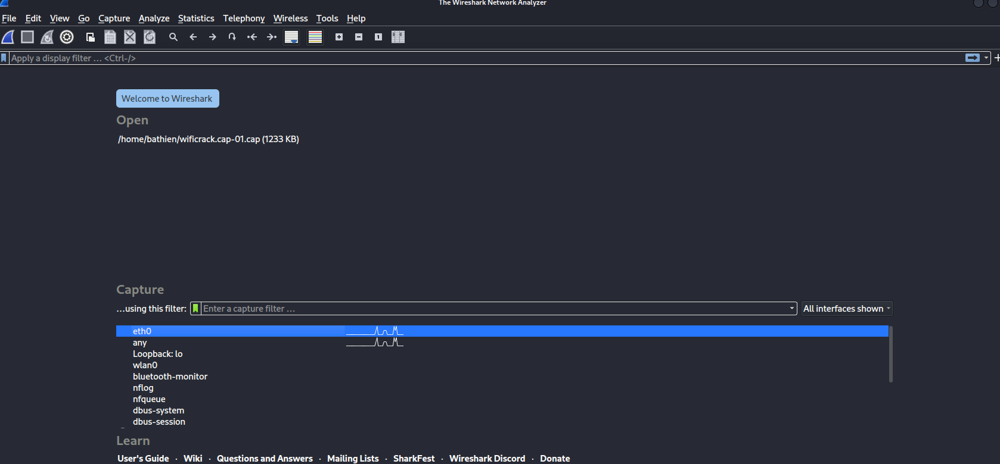 The Wireshark Network Analyzer
File Edit View Go Capture Analyze Statistics Telephony Wireless Tools Help
1
Apply a display filter … <Ctrl-/>
Welcome to Wireshark
Open
/home/bathien/wificrack.cap-01.cap (1233 KB)
Capture
…using this filter: Enter a capture filter … All interfaces shown
eth0
any
Loopback: lo
wlan0
bluetooth-monitor
nflog
nfqueue
dbus-system
dbus-session
Learn
User's Guide · Wiki · Questions and Answers · Mailing Lists · SharkFest · Wireshark Discord · Donate